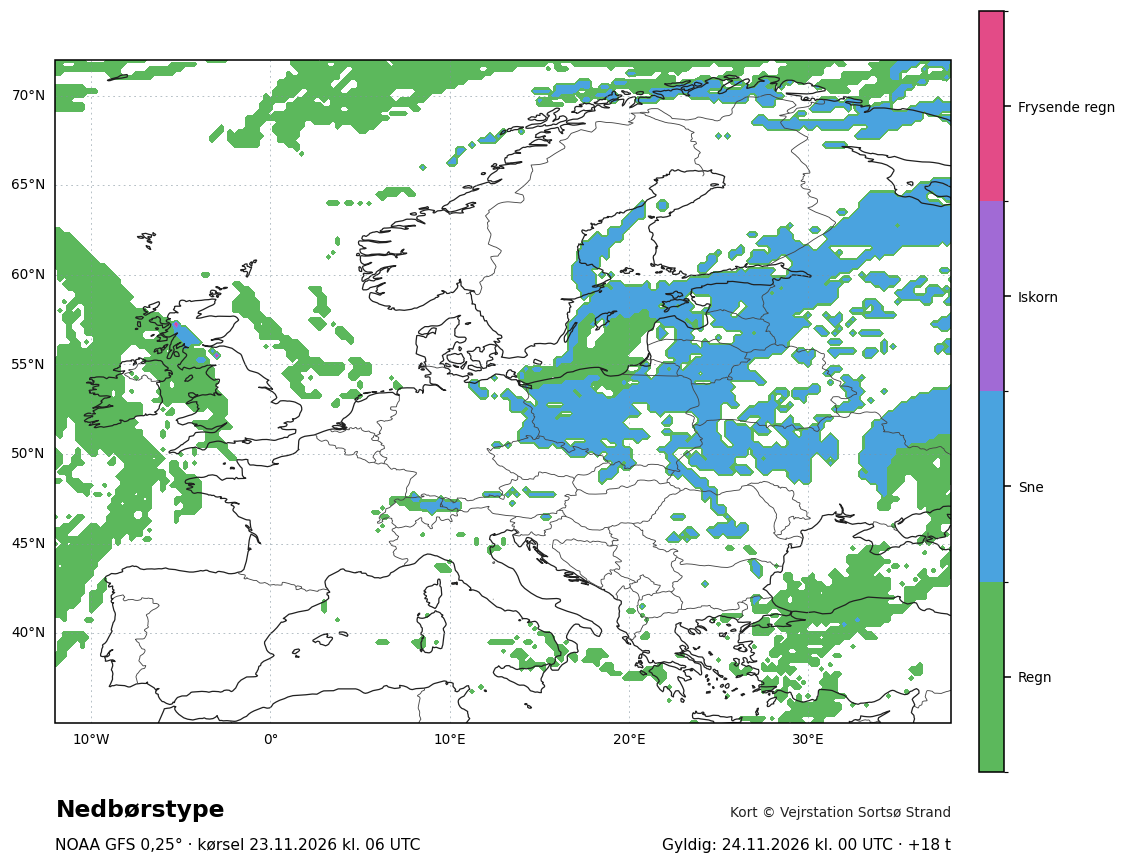 70°N
65°N
60°N
55°N
50°N
45°N
40°N
10°W
0°
10°E
20°E
30°E
Frysende regn
Iskorn
Sne
Regn
Nedbørstype
Kort © Vejrstation Sortsø Strand
NOAA GFS 0,25° · kørsel 23.11.2026 kl. 06 UTC
Gyldig: 24.11.2026 kl. 00 UTC · +18 t